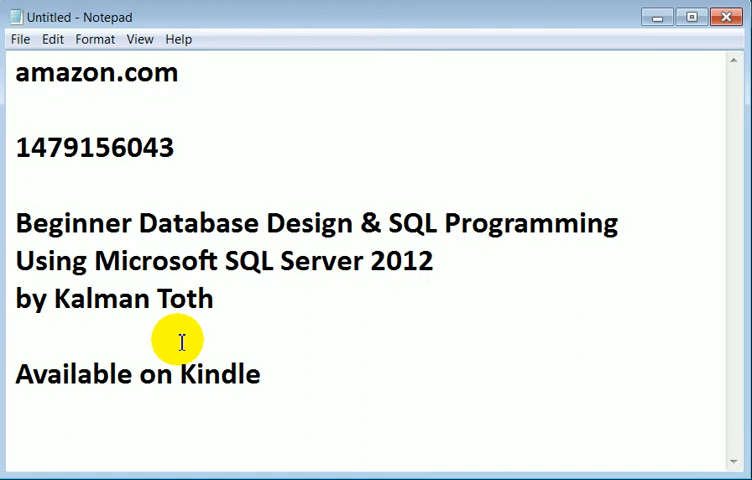 Untitled - Notepad
File Edit Format View Help
amazon.com
1479156043
Beginner Database Design & SQL Programming
Using Microsoft SQL Server 2012
by Kalman Toth
Available on Kindle